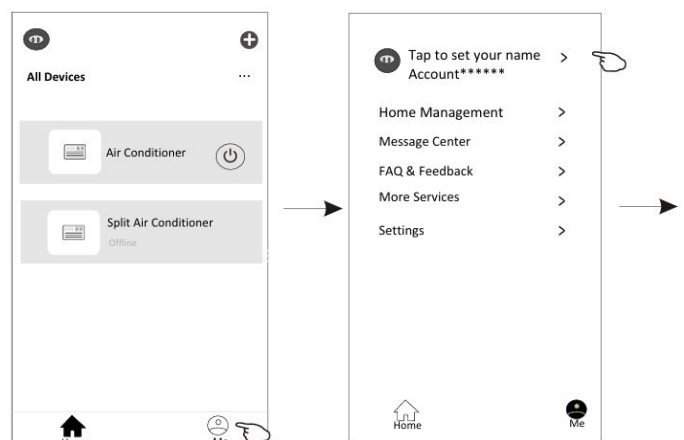 All Devices
...
Air Conditioner
Split Air Conditioner
Offline
Tap to set your name
Account******
Home Management
Message Center
FAQ & Feedback
More Services
Settings
Home
Me